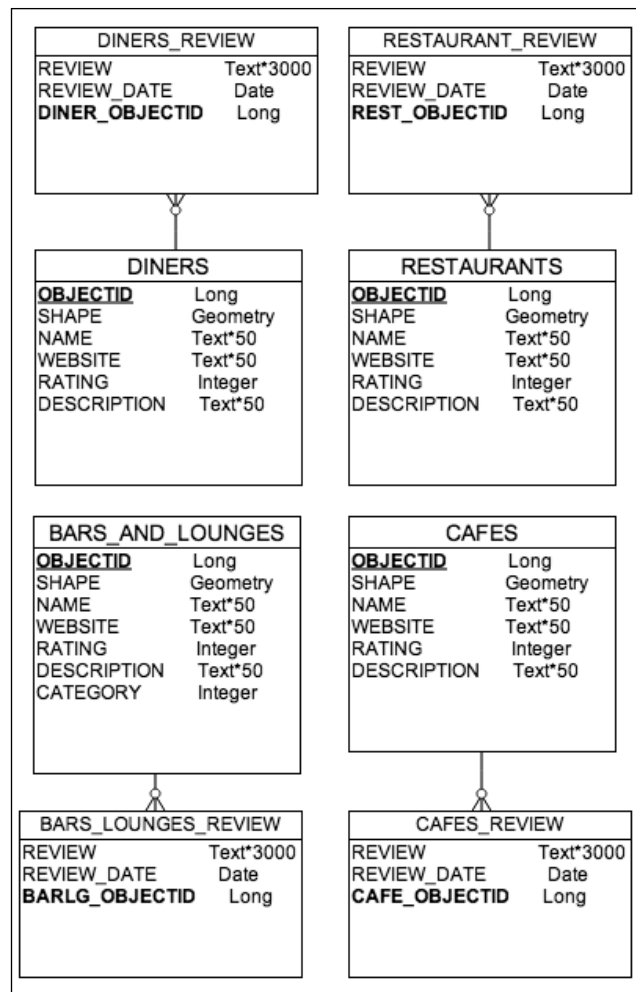 DINERS_REVIEW
REVIEW Text*3000
REVIEW_DATE Date
DINER_OBJECTID Long
RESTAURANT_REVIEW
REVIEW Text*3000
REVIEW_DATE Date
REST_OBJECTID Long
DINERS
OBJECTID Long
SHAPE Geometry
NAME Text*50
WEBSITE Text*50
RATING Integer
DESCRIPTION Text*50
RESTAURANTS
OBJECTID Long
SHAPE Geometry
NAME Text*50
WEBSITE Text*50
RATING Integer
DESCRIPTION Text*50
BARS_AND_LOUNGES
OBJECTID Long
SHAPE Geometry
NAME Text*50
WEBSITE Text*50
RATING Integer
DESCRIPTION Text*50
CATEGORY Integer
CAFES
OBJECTID Long
SHAPE Geometry
NAME Text*50
WEBSITE Text*50
RATING Integer
DESCRIPTION Text*50
BARS_LOUNGES_REVIEW
REVIEW Text*3000
REVIEW_DATE Date
BARLG_OBJECTID Long
CAFES_REVIEW
REVIEW Text*3000
REVIEW_DATE Date
CAFE_OBJECTID Long